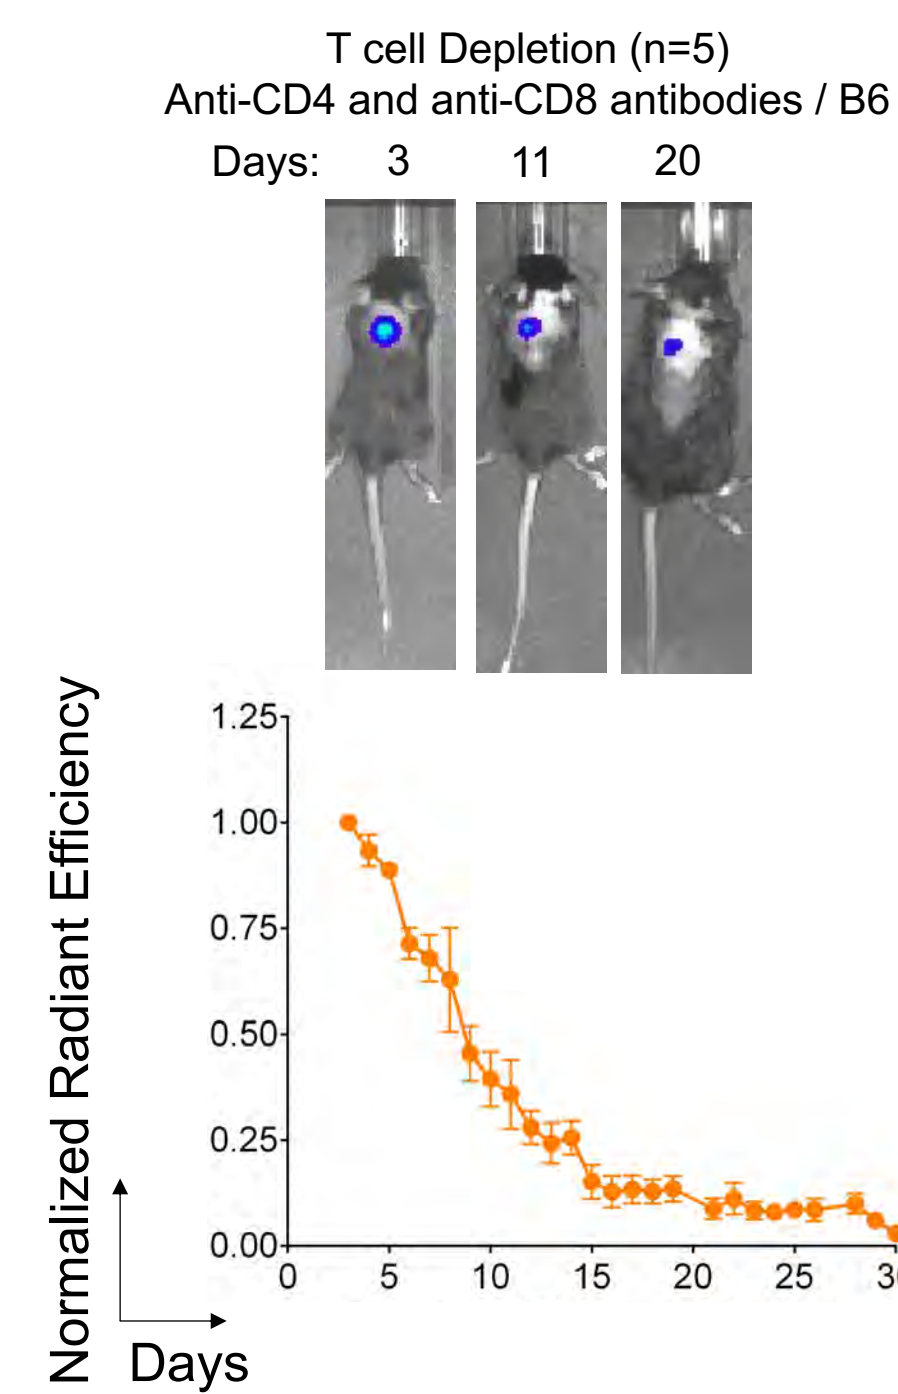 T cell Depletion (n=5)
Anti-CD4 and anti-CD8 antibodies / B6
Days: 3 11 20
Normalized Radiant Efficiency
1.25
1.00
0.75
0.50
0.25
0.00
0 5 10 15 20 25
Days